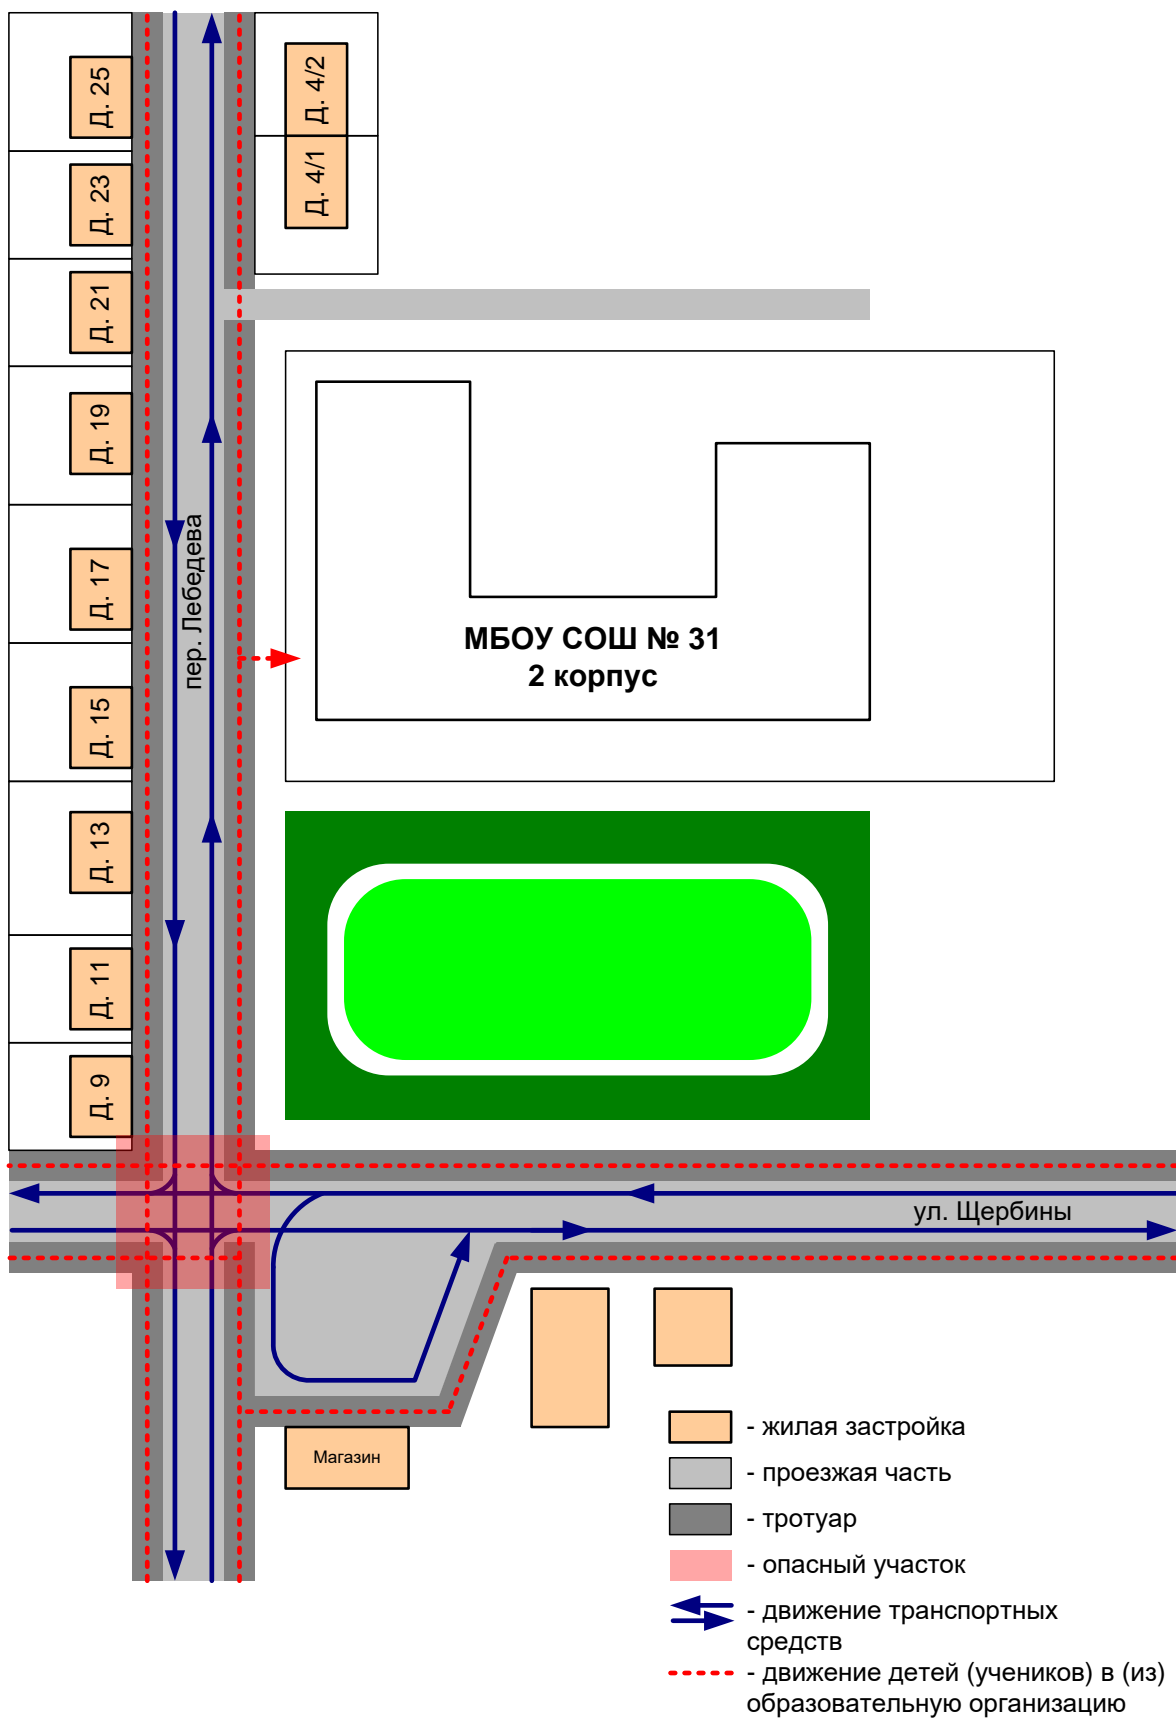 Д. 25
Д. 4/2
Д. 4/1
Д. 23
Д. 21
Д. 19
пер. Лебедева
Д. 17
МБОУ СОШ № 31
2 корпус
Д. 15
Д. 13
Д. 11
Д. 9
ул. Щербины
Магазин
- жилая застройка
- проезжая часть
- тротуар
- опасный участок
- движение транспортных
средств
- движение детей (учеников) в (из)
образовательную организацию